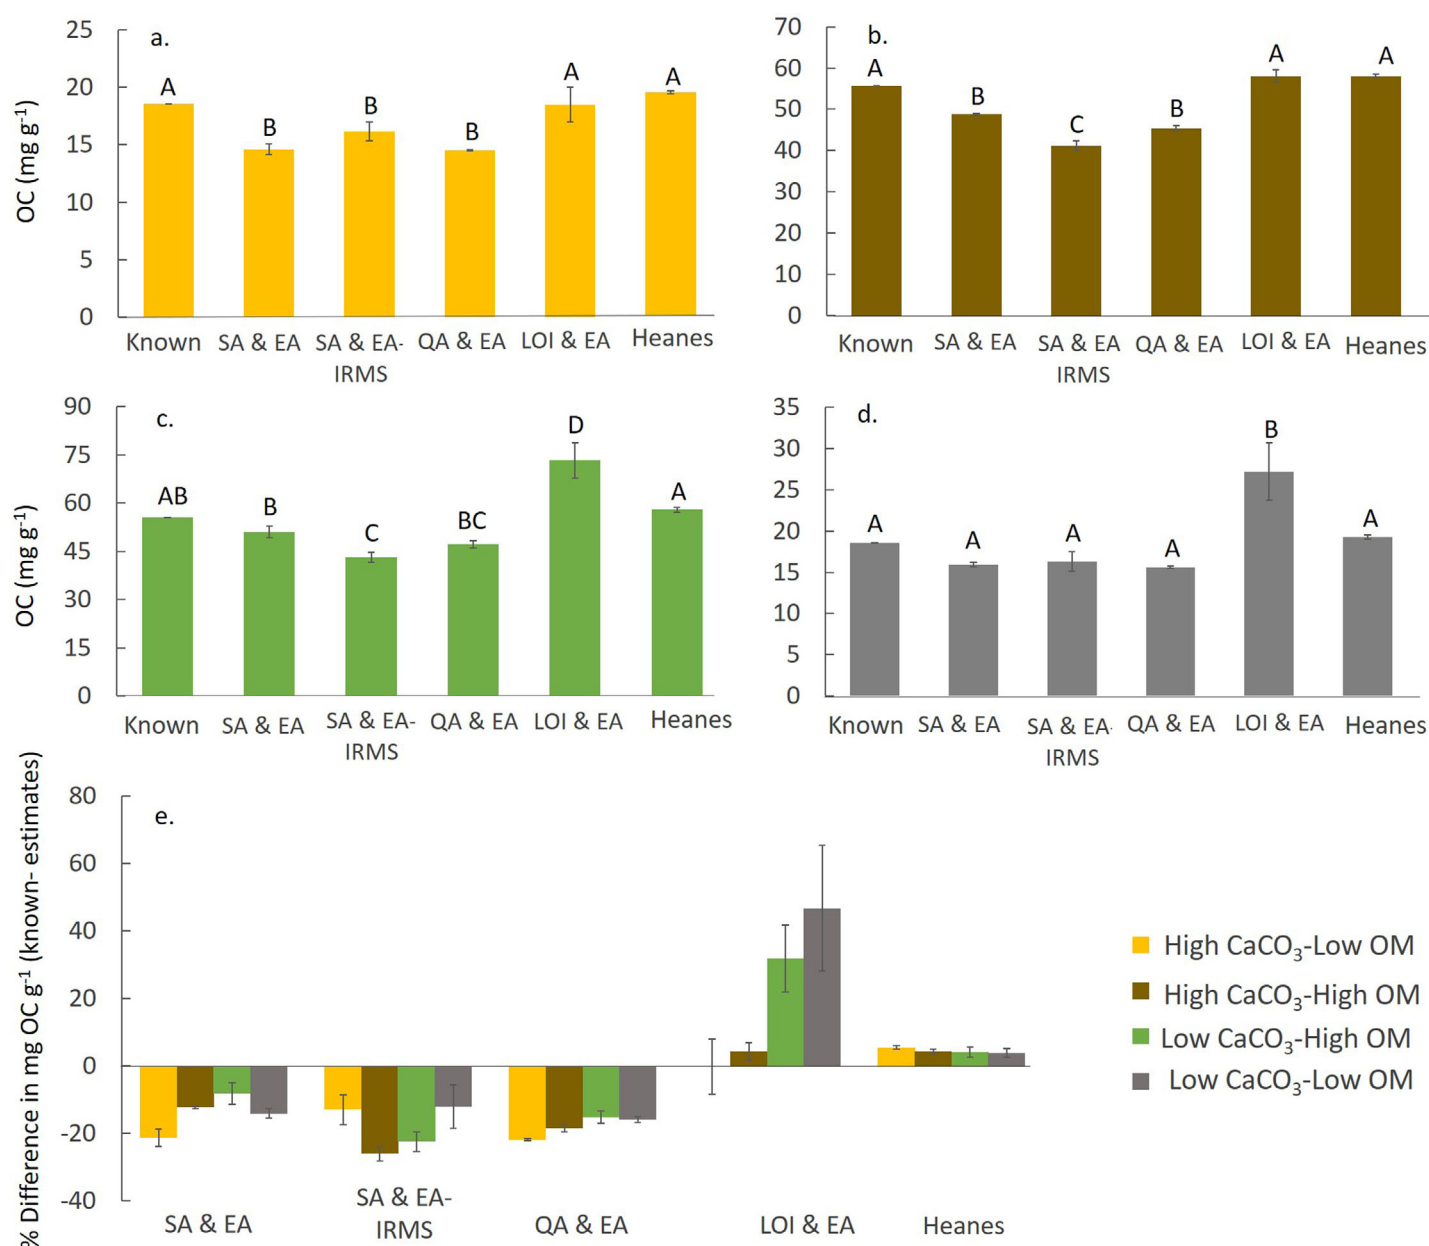 a.
OC (mg g⁻¹)
25
20
15
10
5
0
A
B
B
B
A
A
Known
SA & EA
SA & EA-
IRMS
QA & EA
LOI & EA
Heanes
b.
70
60
50
40
30
20
10
0
A
B
C
B
A
A
Known
SA & EA
SA & EA
IRMS
QA & EA
LOI & EA
Heanes
c.
OC (mg g⁻¹)
90
75
60
45
30
15
0
AB
B
C
BC
D
A
Known
SA & EA
SA & EA-
IRMS
QA & EA
LOI & EA
Heanes
d.
35
30
25
20
15
10
5
0
A
A
A
A
B
A
Known
SA & EA
SA & EA-
IRMS
QA & EA
LOI & EA
Heanes
e.
% Difference in mg OC g⁻¹ (known- estimates)
80
60
40
20
0
-20
-40
SA & EA
SA & EA-
IRMS
QA & EA
LOI & EA
Heanes
High CaCO₃-Low OM
High CaCO₃-High OM
Low CaCO₃-High OM
Low CaCO₃-Low OM